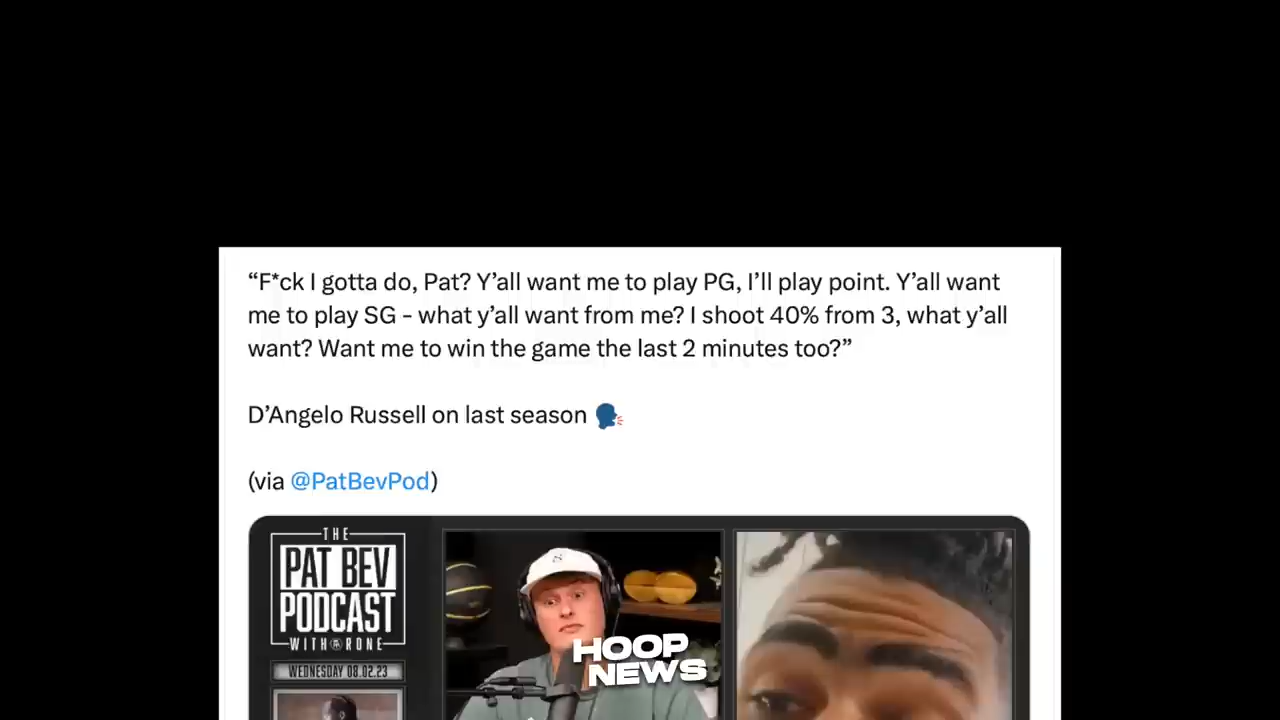 “F*ck I gotta do, Pat? Y’all want me to play PG, I’ll play point. Y’all want
me to play SG - what y’all want from me? I shoot 40% from 3, what y’all
want? Want me to win the game the last 2 minutes too?”
D’Angelo Russell on last season 🗣️
(via @PatBevPod)
THE
PAT BEV
PODCAST
WITH RONE
WEDNESDAY 08.02.23
HOOP
NEWS